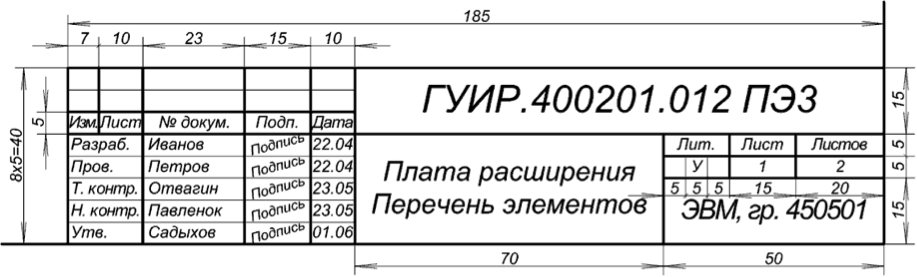 185
7 10 23 15 10
ГУИР.400201.012 ПЭ3
15
5
8x5=40
Изм. Лист № докум. Подп. Дата
Разраб. Иванов Подпись 22.04
Пров. Петров Подпись 22.04
Т. контр. Отвагин Подпись 23.05
Н. контр. Павленок Подпись 23.05
Утв. Садыхов Подпись 01.06
Плата расширения
Перечень элементов
Лит. Лист Листов 5
У 1 2 5
5 5 5 15 20
ЭВМ, гр. 450501 15
70 50